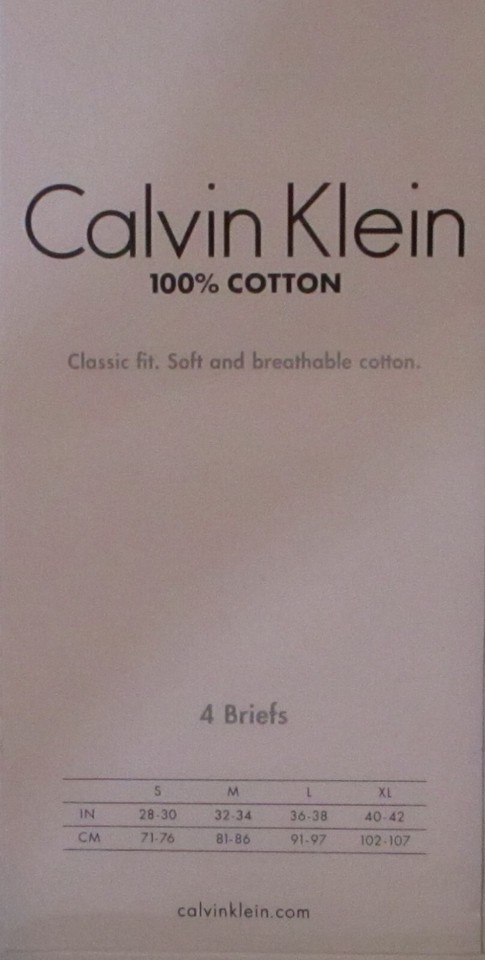 Calvin Klein
100% COTTON
Classic fit. Soft and breathable cotton.
4 Briefs
S M L XL
IN 28-30 32-34 36-38 40-42
CM 71-76 81-86 91-97 102-107
calvinklein.com